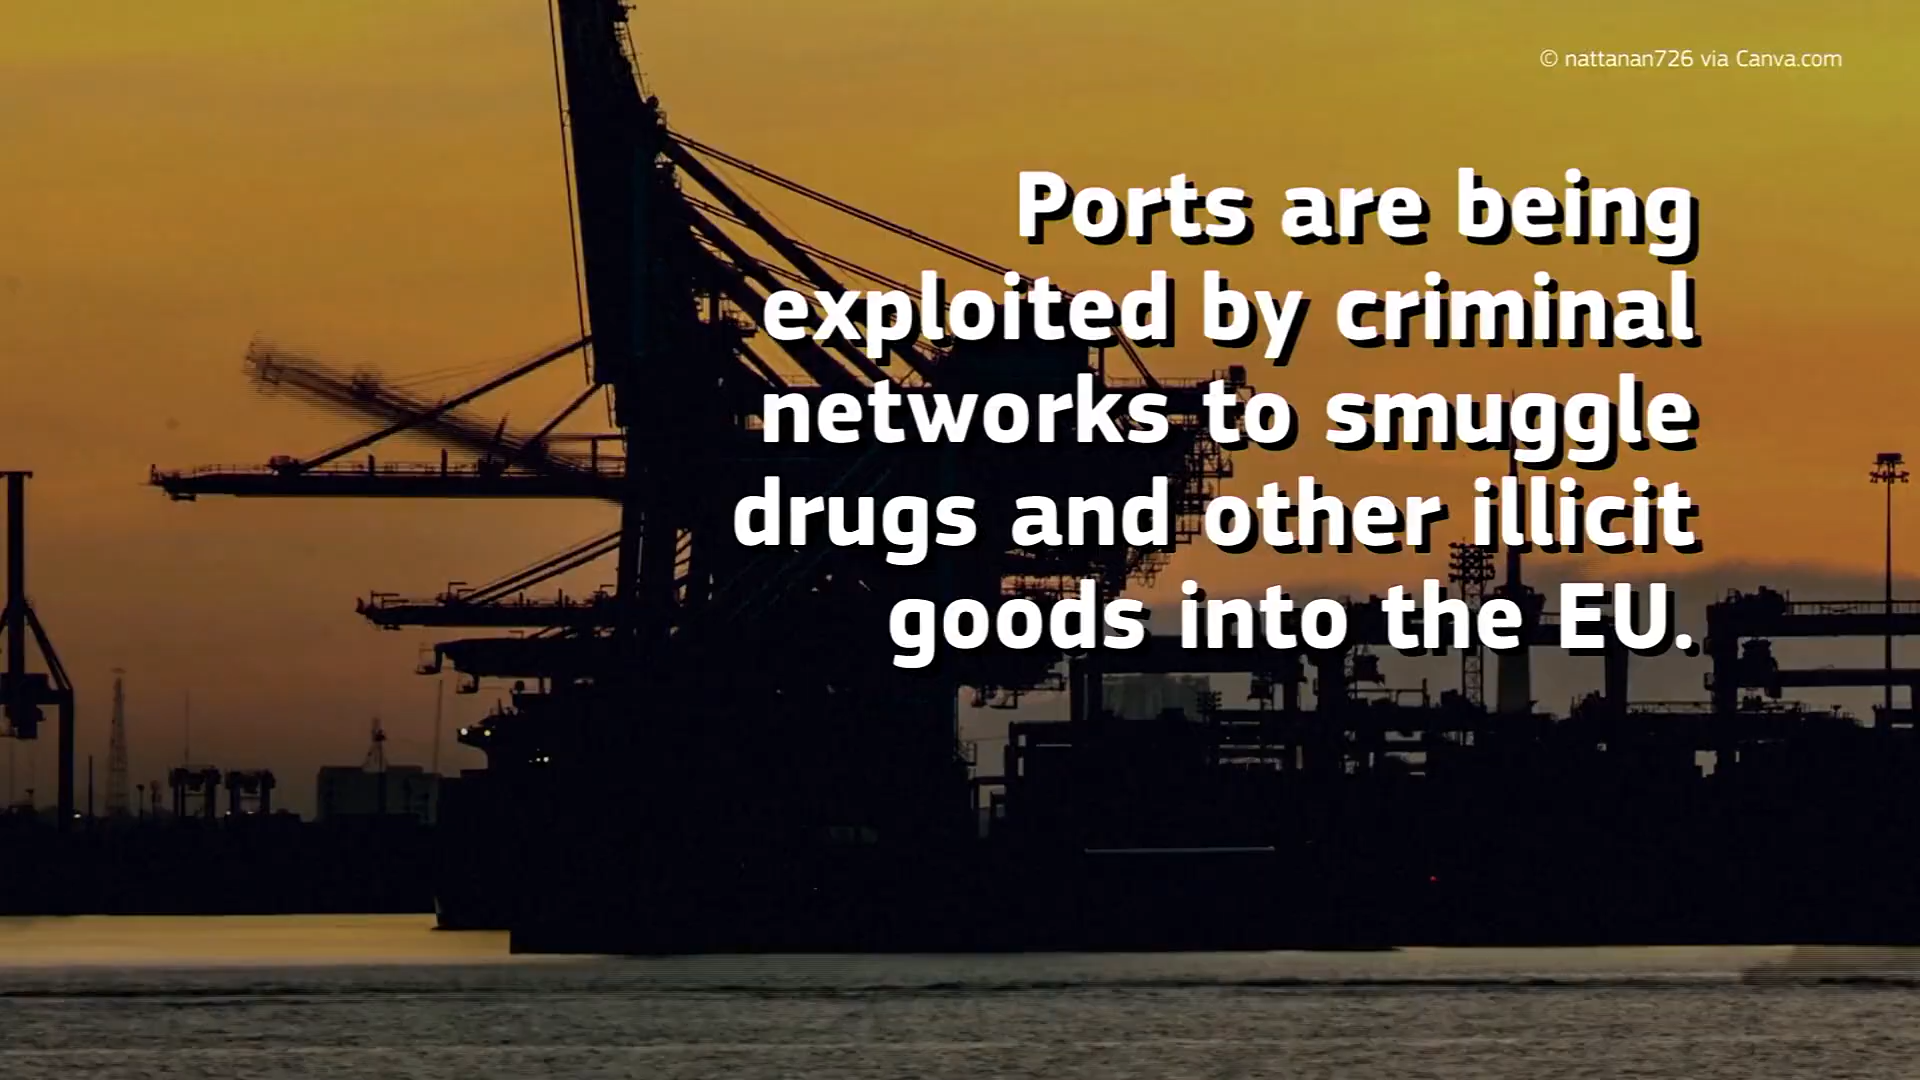 © nattanan726 via Canva.com
Ports are being
exploited by criminal
networks to smuggle
drugs and other illicit
goods into the EU.